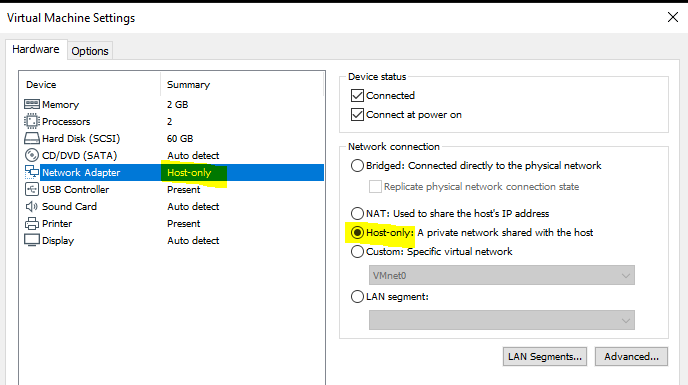 Virtual Machine Settings
Hardware Options
Device Summary
Memory 2 GB
Processors 2
Hard Disk (SCSI) 60 GB
CD/DVD (SATA) Auto detect
Network Adapter Host-only
USB Controller Present
Sound Card Auto detect
Printer Present
Display Auto detect
Device status
Connected
Connect at power on
Network connection
Bridged: Connected directly to the physical network
Replicate physical network connection state
NAT: Used to share the host's IP address
Host-only: A private network shared with the host
Custom: Specific virtual network
VMnet0
LAN segment:
LAN Segments... Advanced...